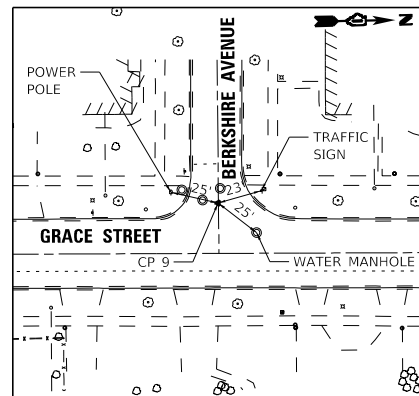 N
POWER
POLE
BERKSHIRE AVENUE
TRAFFIC
SIGN
25'
23'
25'
GRACE STREET
CP 9
WATER MANHOLE